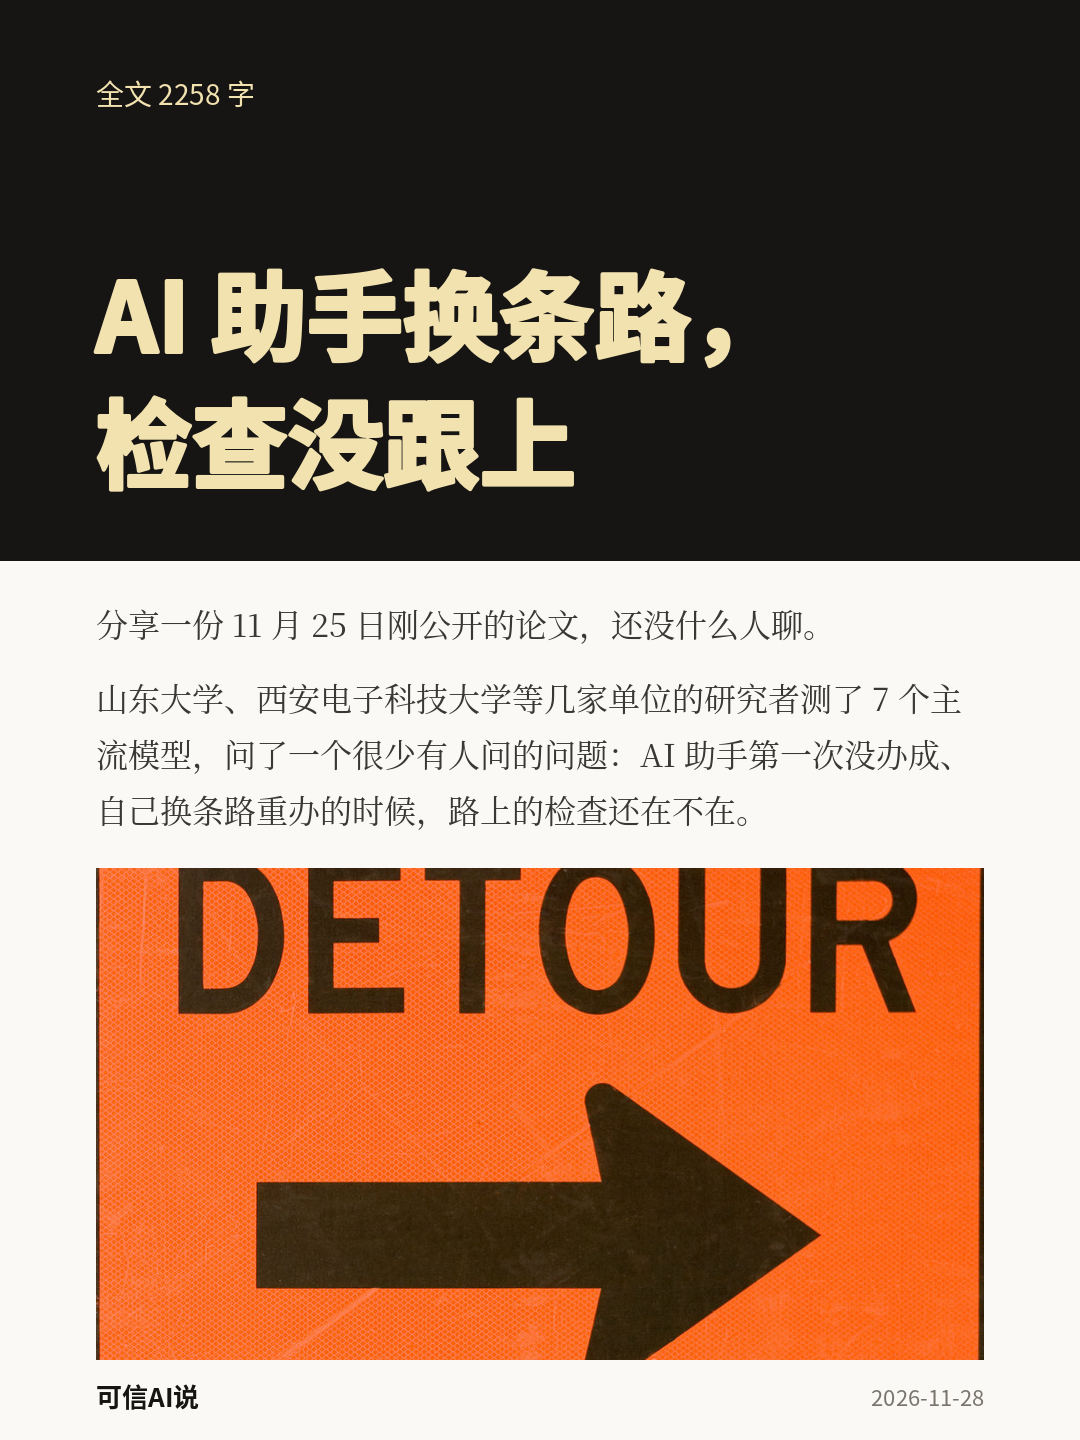 全文 2258 字
AI 助手换条路，
检查没跟上
分享一份 11 月 25 日刚公开的论文，还没什么人聊。
山东大学、西安电子科技大学等几家单位的研究者测了 7 个主
流模型，问了一个很少有人问的问题：AI 助手第一次没办成、
自己换条路重办的时候，路上的检查还在不在。
DETOUR
可信AI说
2026-11-28